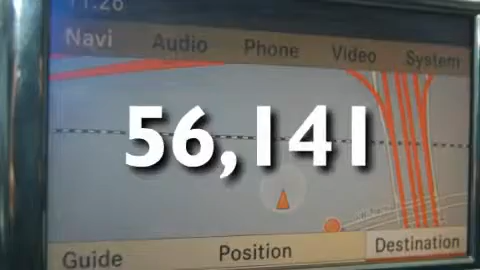 11:26
Navi Audio Phone Video System
56,141
Guide Position Destination